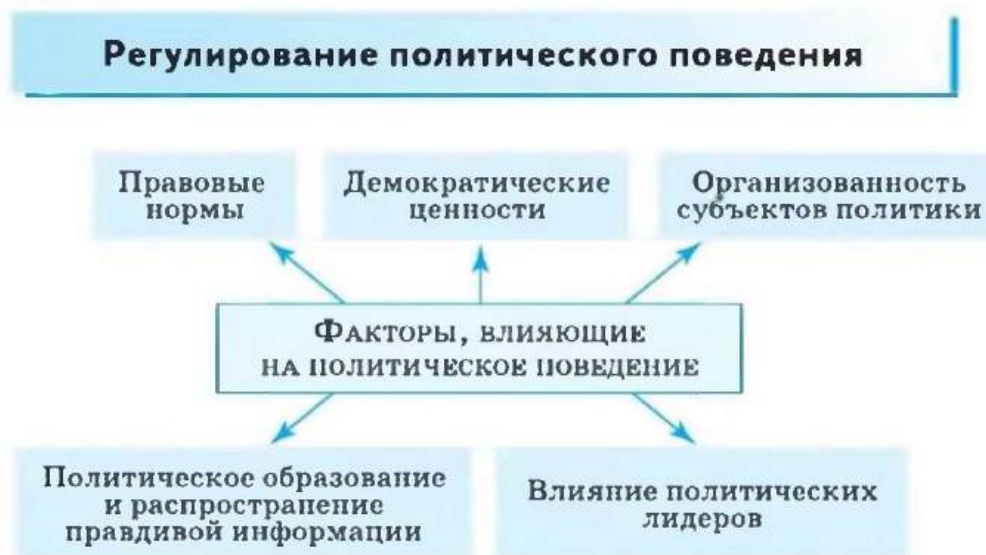 Регулирование политического поведения
Правовые
нормы
Демократические
ценности
Организованность
субъектов политики
Факторы, влияющие
на политическое поведение
Политическое образование
и распространение
правдивой информации
Влияние политических
лидеров